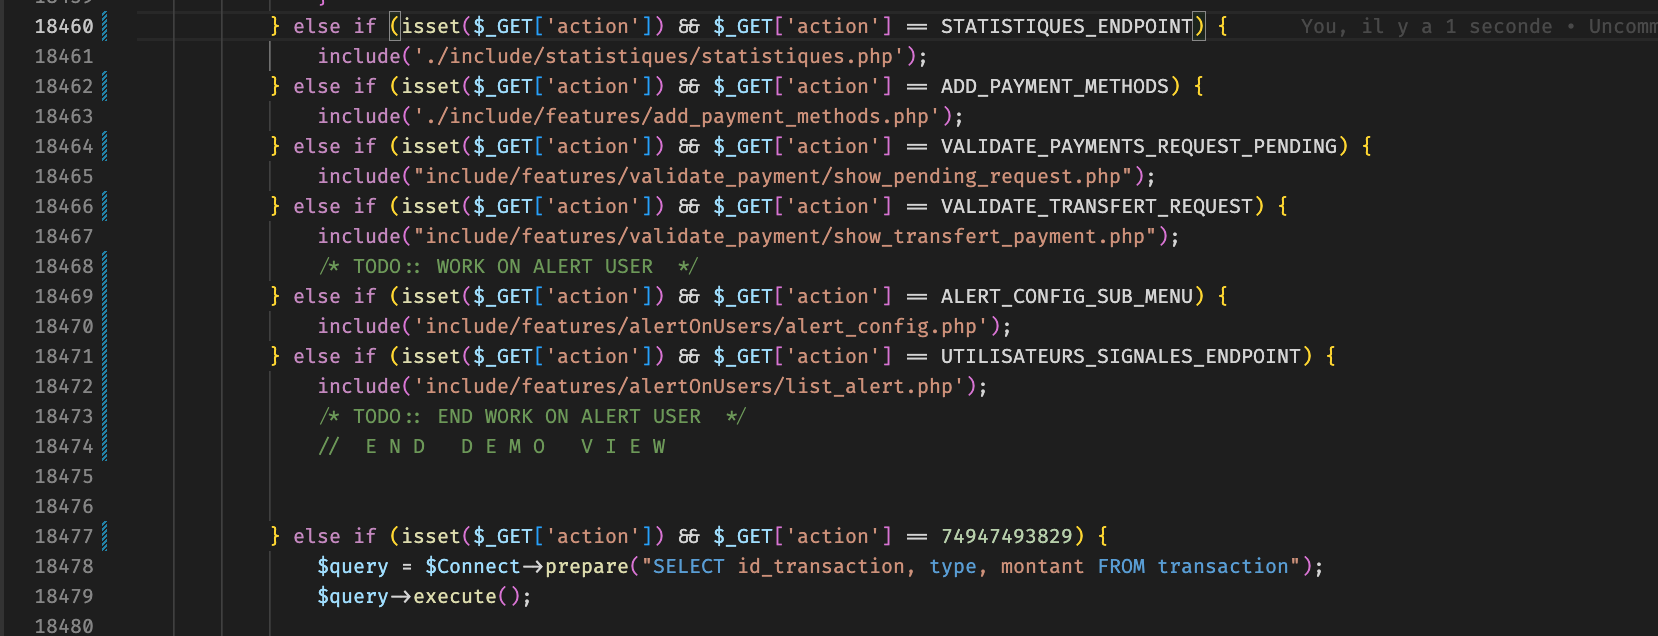 18460 } else if (isset($_GET['action']) && $_GET['action'] == STATISTIQUES_ENDPOINT) { You, il y a 1 seconde • Uncomm
18461 include('./include/statistiques/statistiques.php');
18462 } else if (isset($_GET['action']) && $_GET['action'] == ADD_PAYMENT_METHODS) {
18463 include('./include/features/add_payment_methods.php');
18464 } else if (isset($_GET['action']) && $_GET['action'] == VALIDATE_PAYMENTS_REQUEST_PENDING) {
18465 include("include/features/validate_payment/show_pending_request.php");
18466 } else if (isset($_GET['action']) && $_GET['action'] == VALIDATE_TRANSFERT_REQUEST) {
18467 include("include/features/validate_payment/show_transfert_payment.php");
18468 /* TODO:: WORK ON ALERT USER */
18469 } else if (isset($_GET['action']) && $_GET['action'] == ALERT_CONFIG_SUB_MENU) {
18470 include('include/features/alertOnUsers/alert_config.php');
18471 } else if (isset($_GET['action']) && $_GET['action'] == UTILISATEURS_SIGNALES_ENDPOINT) {
18472 include('include/features/alertOnUsers/list_alert.php');
18473 /* TODO:: END WORK ON ALERT USER */
18474 // E N D D E M O V I E W
18475
18476
18477 } else if (isset($_GET['action']) && $_GET['action'] == 74947493829) {
18478 $query = $Connect->prepare("SELECT id_transaction, type, montant FROM transaction");
18479 $query->execute();
18480